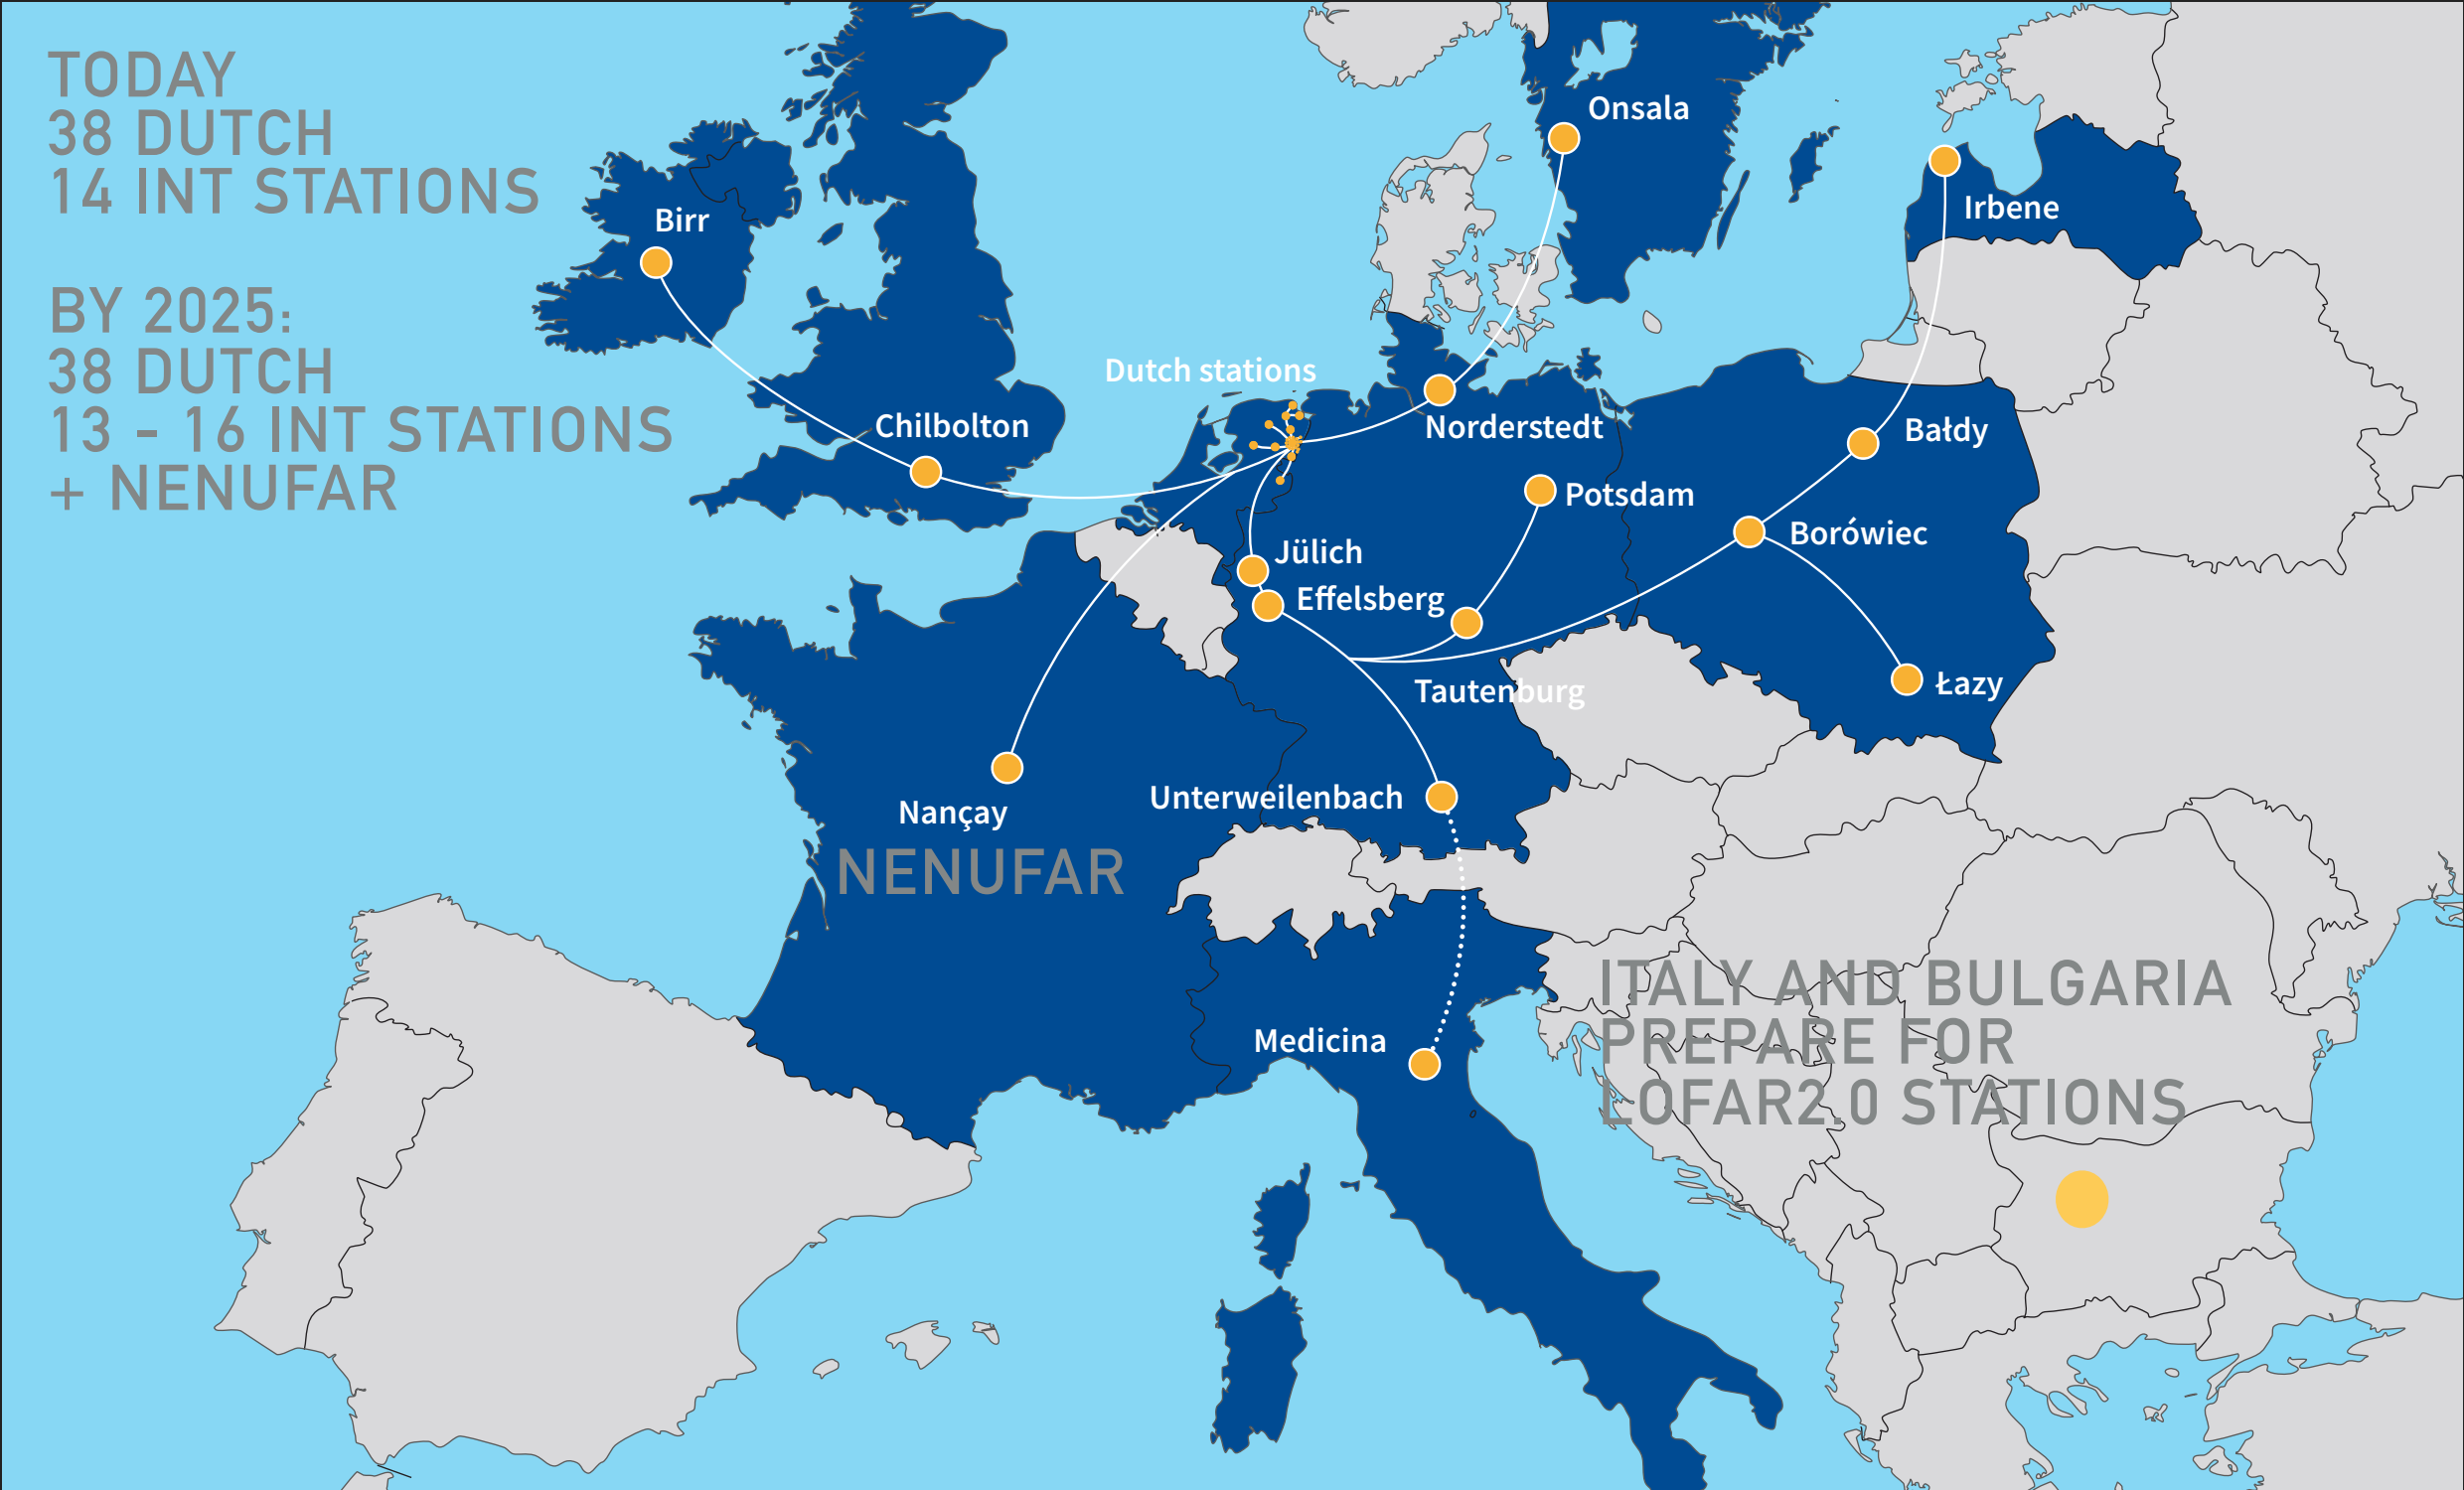 TODAY
38 DUTCH
14 INT STATIONS
BY 2025:
38 DUTCH
13 - 16 INT STATIONS
+ NENUFAR
Onsala
Irbene
Birr
Dutch stations
Chilbolton
Norderstedt
Bałdy
Potsdam
Borówiec
Jülich
Effelsberg
Tautenburg
Łazy
Unterweilenbach
Nançay
NENUFAR
ITALY AND BULGARIA
PREPARE FOR
LOFAR2.0 STATIONS
Medicina